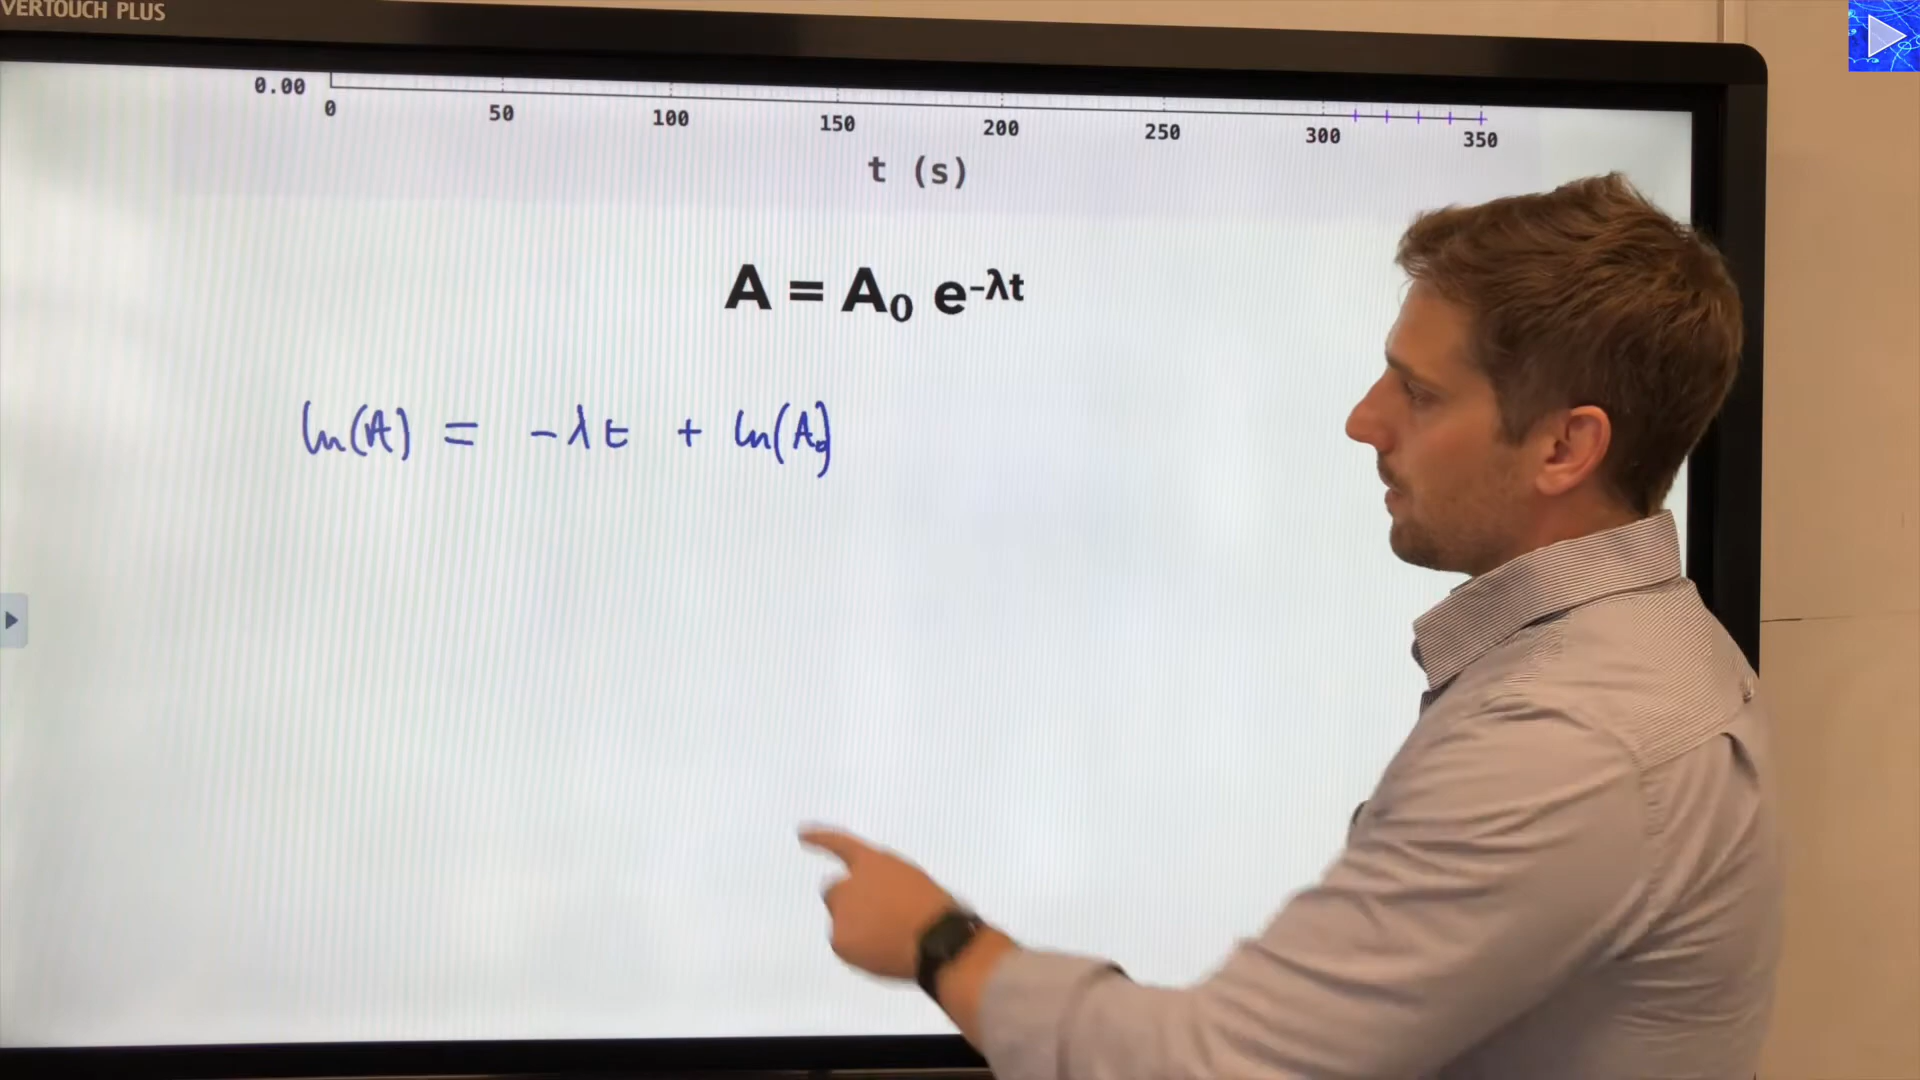 VERTOUCH PLUS
0.00
0 50 100 150 200 250 300 350
t (s)
A = A₀ e^-λt
ln(A) = -λt + ln(A₀)